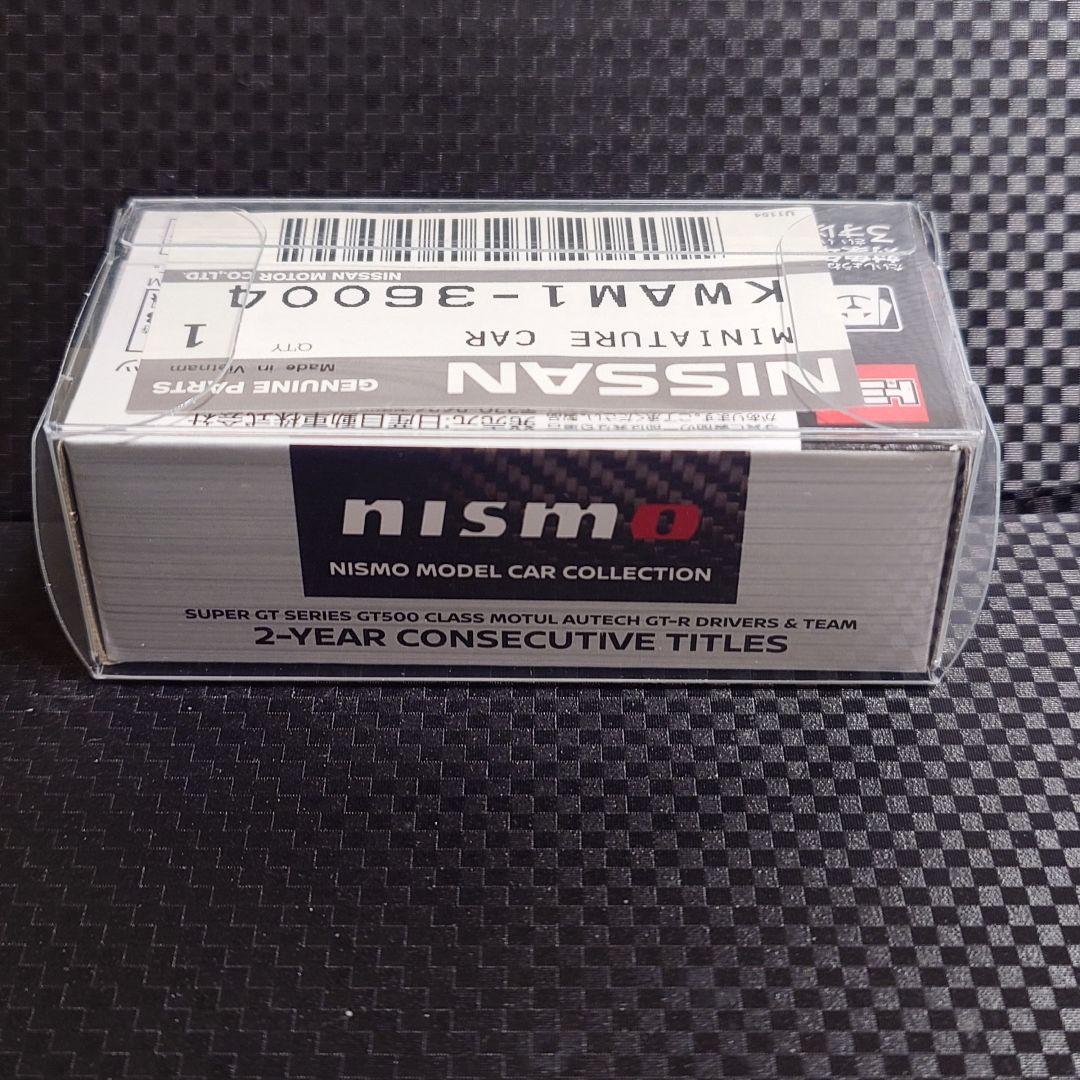 NISSAN
GENUINE PARTS
Made in Vietnam
MINIATURE CAR
Q'TY
1
KWAM1-36004
NISSAN MOTOR CO.,LTD.
nismo
NISMO MODEL CAR COLLECTION
SUPER GT SERIES GT500 CLASS MOTUL AUTECH GT-R DRIVERS & TEAM
2-YEAR CONSECUTIVE TITLES